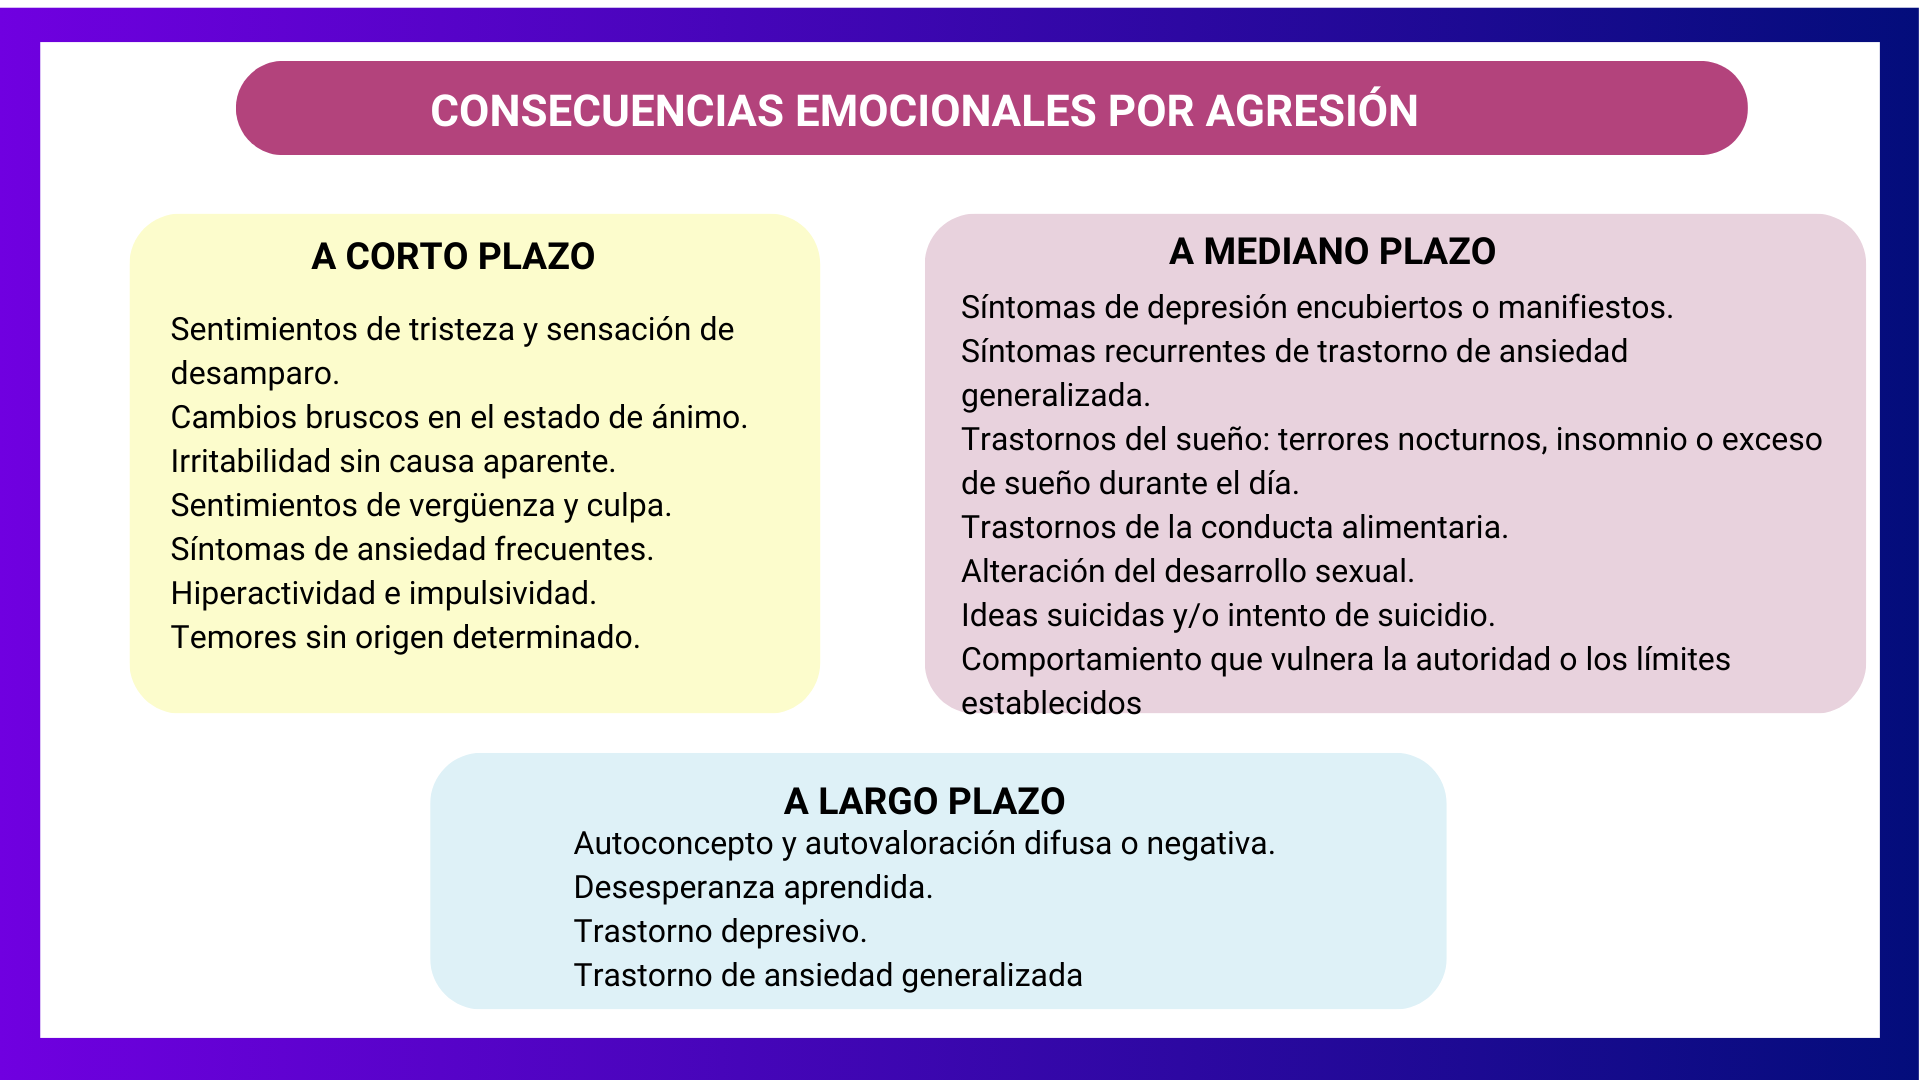 CONSECUENCIAS EMOCIONALES POR AGRESIÓN
A CORTO PLAZO
Sentimientos de tristeza y sensación de
desamparo.
Cambios bruscos en el estado de ánimo.
Irritabilidad sin causa aparente.
Sentimientos de vergüenza y culpa.
Síntomas de ansiedad frecuentes.
Hiperactividad e impulsividad.
Temores sin origen determinado.
A MEDIANO PLAZO
Síntomas de depresión encubiertos o manifiestos.
Síntomas recurrentes de trastorno de ansiedad
generalizada.
Trastornos del sueño: terrores nocturnos, insomnio o exceso
de sueño durante el día.
Trastornos de la conducta alimentaria.
Alteración del desarrollo sexual.
Ideas suicidas y/o intento de suicidio.
Comportamiento que vulnera la autoridad o los límites
establecidos
A LARGO PLAZO
Autoconcepto y autovaloración difusa o negativa.
Desesperanza aprendida.
Trastorno depresivo.
Trastorno de ansiedad generalizada